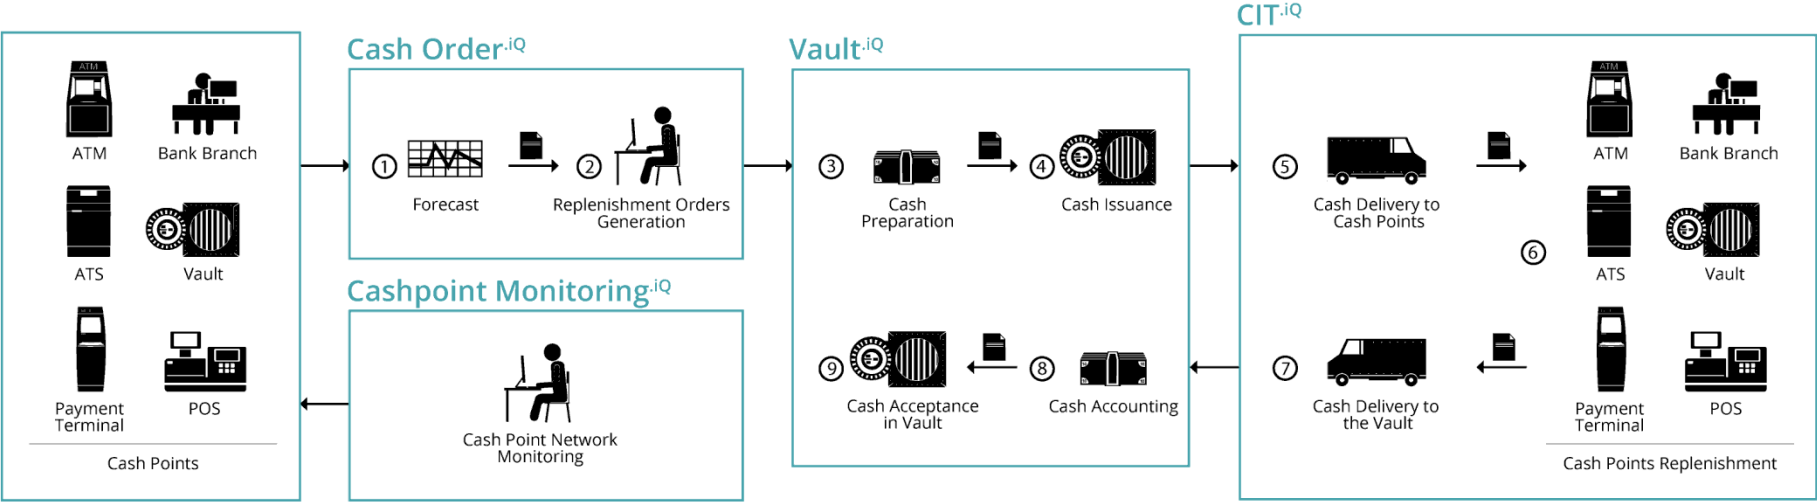 ATM
ATM
Bank Branch
ATS
Vault
Payment
Terminal
POS
Cash Points
Cash Order.iQ
1
Forecast
2
Replenishment Orders
Generation
Cashpoint Monitoring.iQ
Cash Point Network
Monitoring
Vault.iQ
3
Cash
Preparation
4
Cash Issuance
9
Cash Acceptance
in Vault
8
Cash Accounting
CIT.iQ
5
Cash Delivery to
Cash Points
6
7
Cash Delivery to
the Vault
ATM
ATM
Bank Branch
ATS
Vault
Payment
Terminal
POS
Cash Points Replenishment